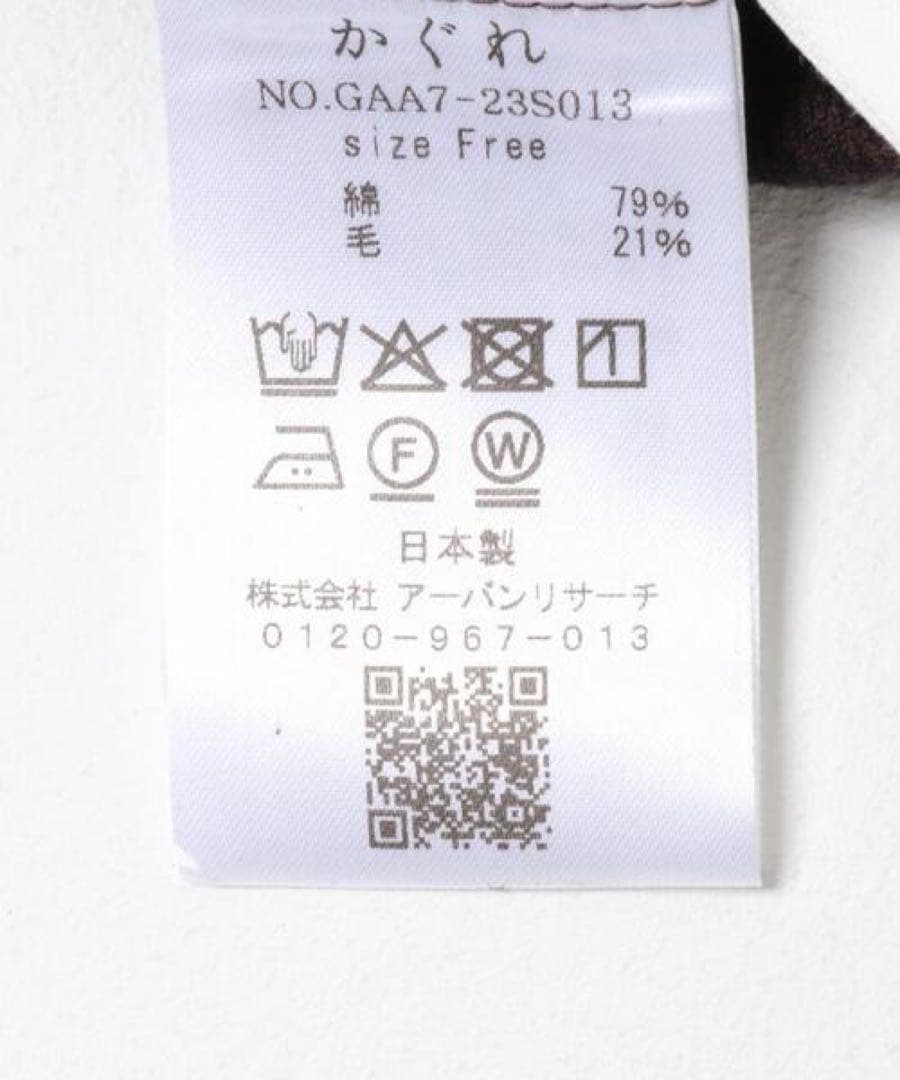 かぐれ
NO.GAA7-23S013
size Free
綿 79%
毛 21%
F W
日本製
株式会社 アーバンリサーチ
0120-967-013